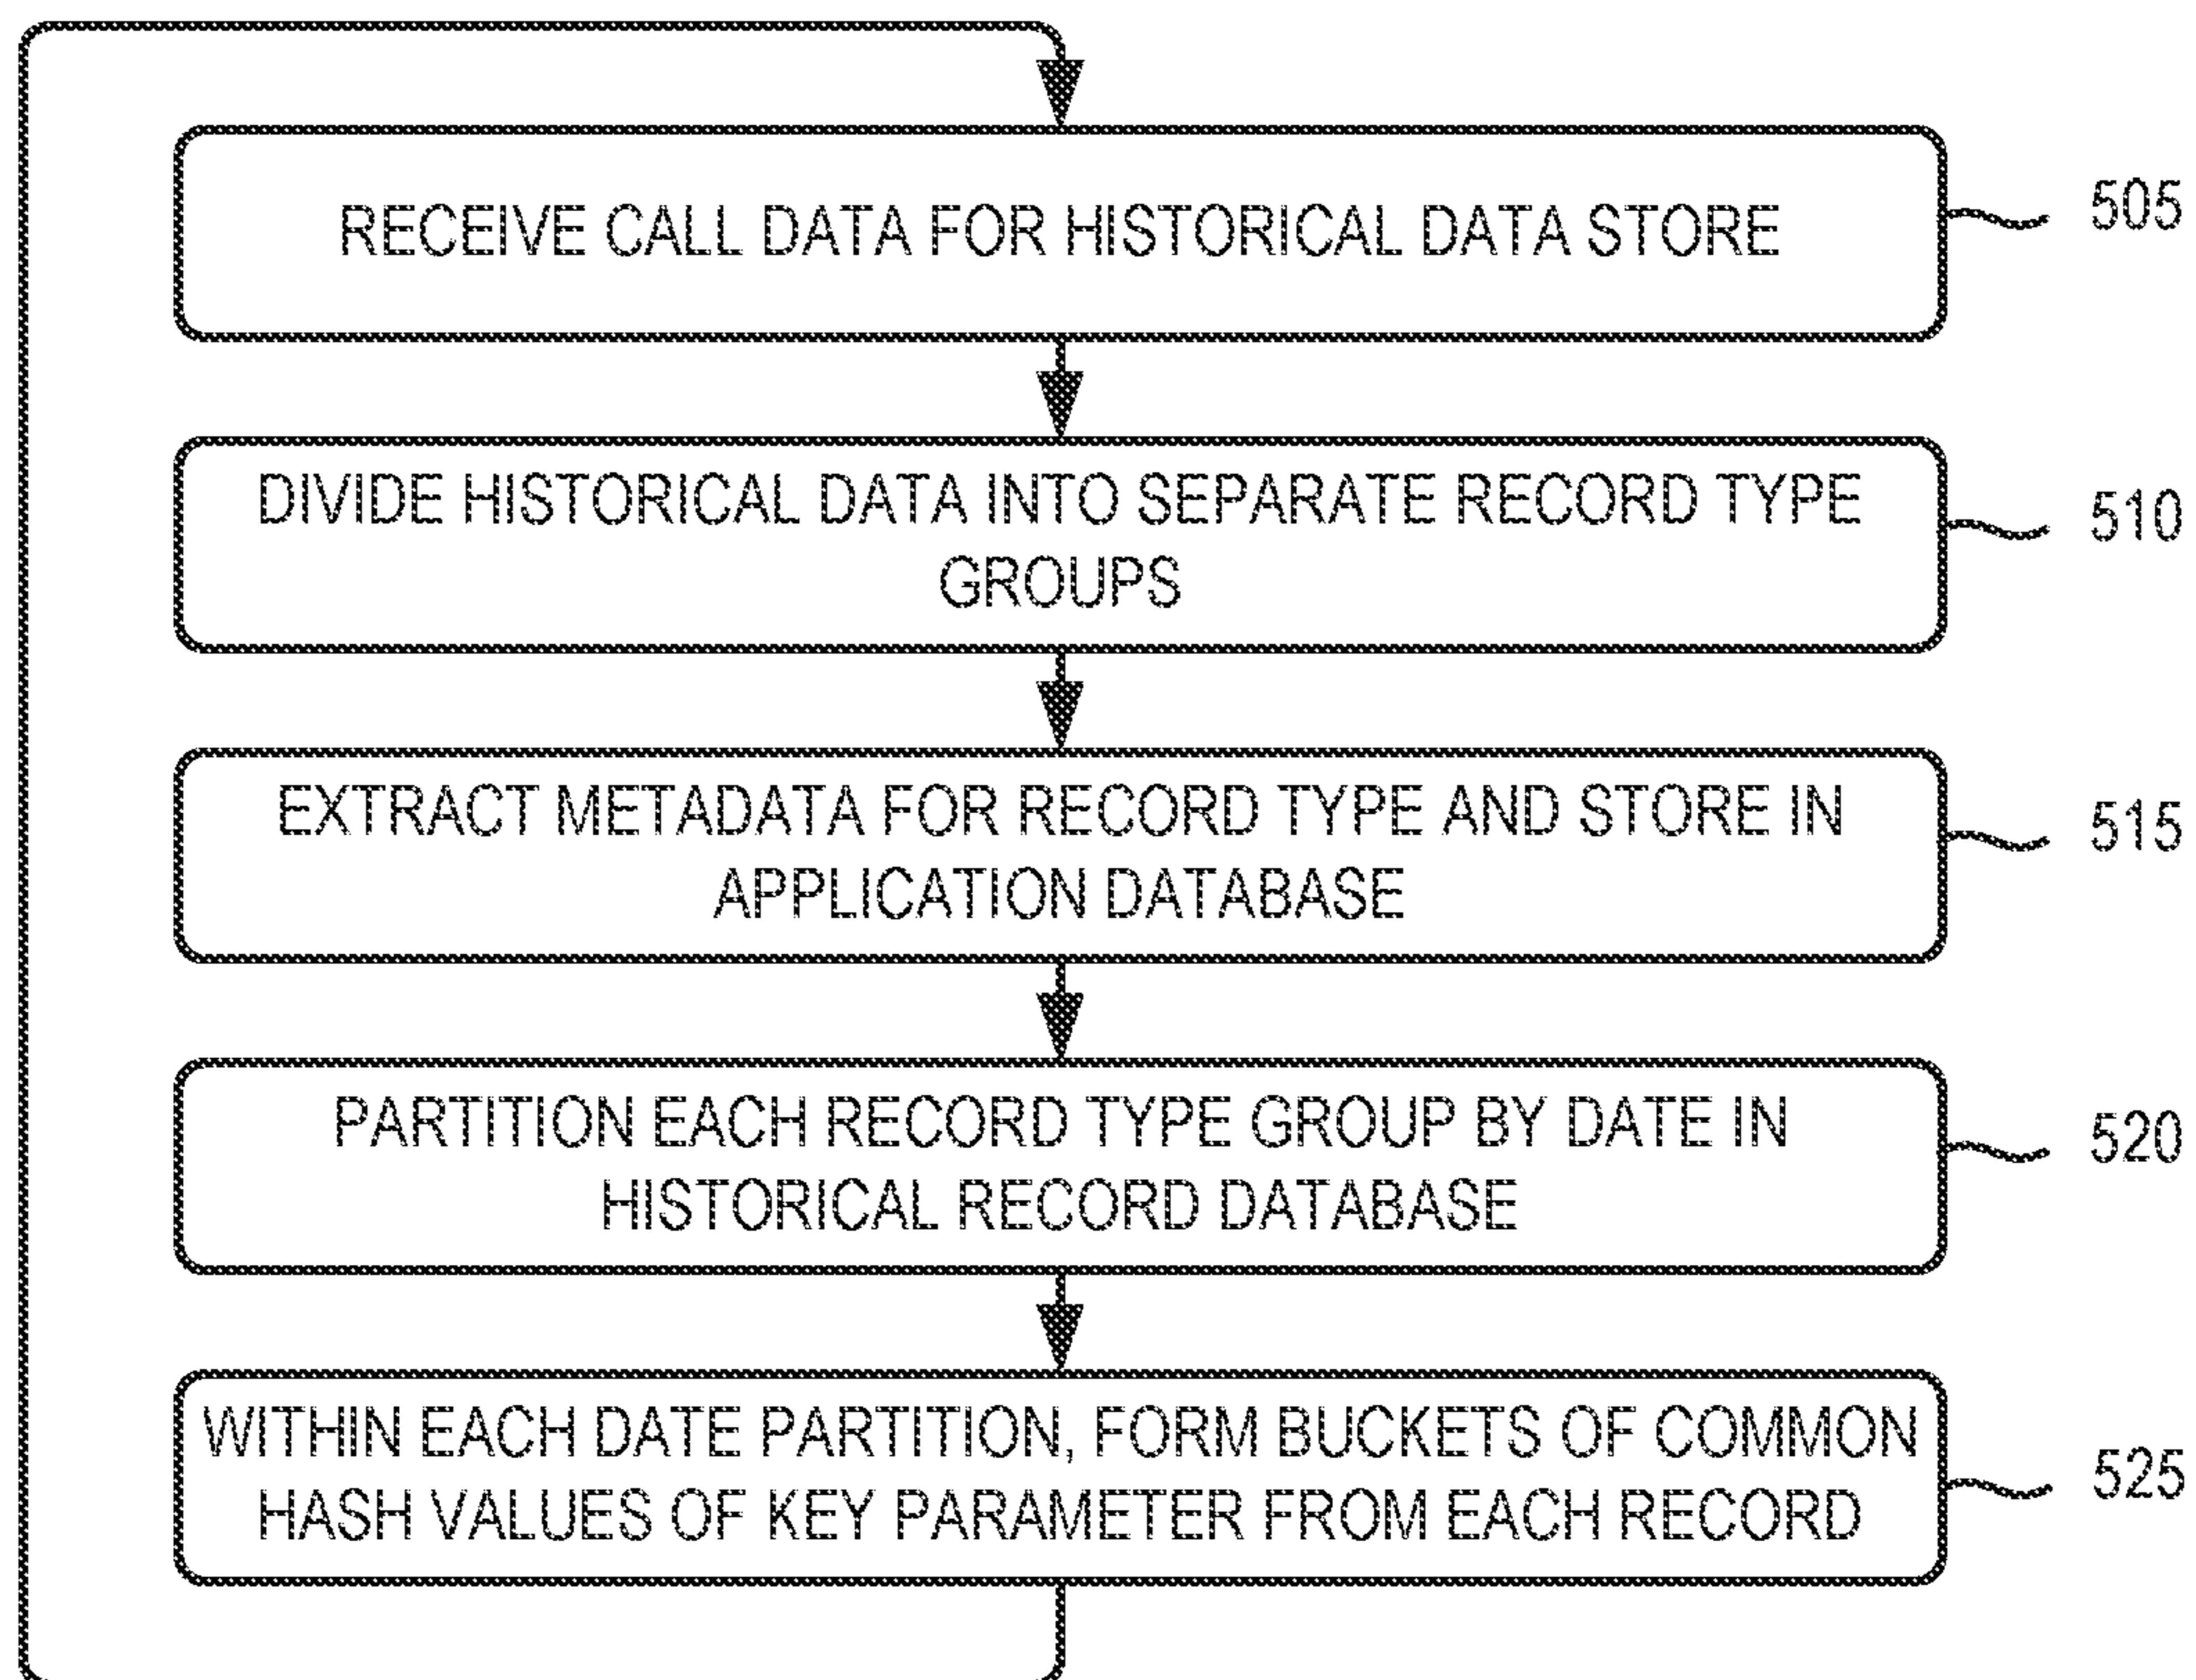 RECEIVE CALL DATA FOR HISTORICAL DATA STORE
505
DIVIDE HISTORICAL DATA INTO SEPARATE RECORD TYPE
GROUPS
510
EXTRACT METADATA FOR RECORD TYPE AND STORE IN
APPLICATION DATABASE
515
PARTITION EACH RECORD TYPE GROUP BY DATE IN
HISTORICAL RECORD DATABASE
520
WITHIN EACH DATE PARTITION, FORM BUCKETS OF COMMON
HASH VALUES OF KEY PARAMETER FROM EACH RECORD
525